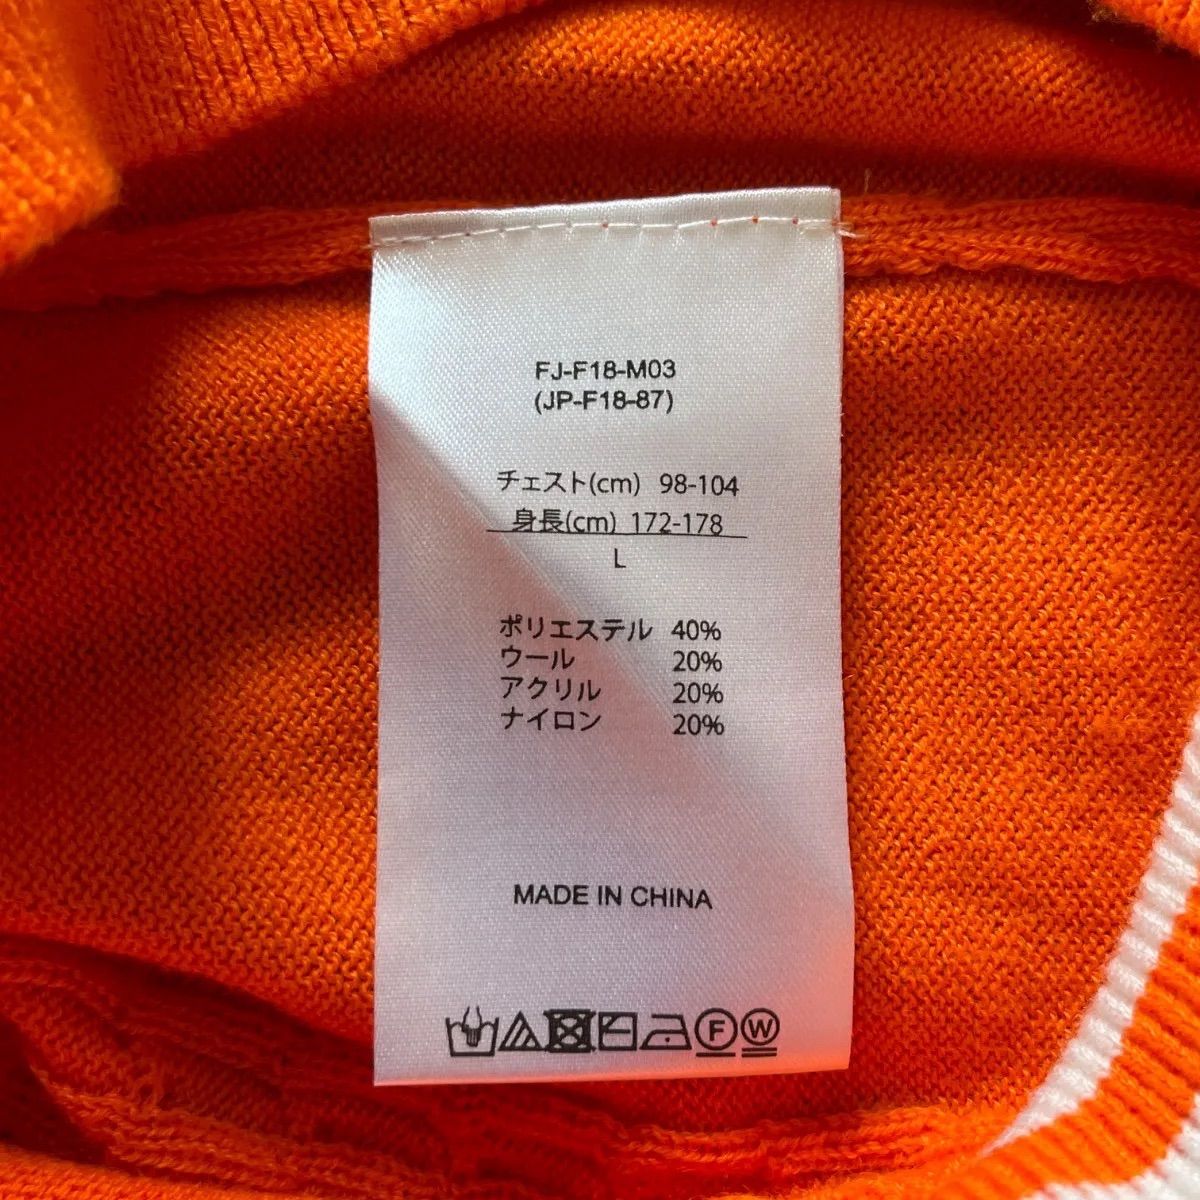 FJ-F18-M03
(JP-F18-87)
チェスト(cm) 98-104
身長(cm) 172-178
L
ポリエステル 40%
ウール 20%
アクリル 20%
ナイロン 20%
MADE IN CHINA
F W